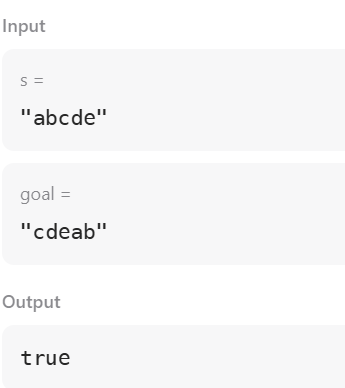 Input
s =
"abcde"
goal =
"cdeab"
Output
true